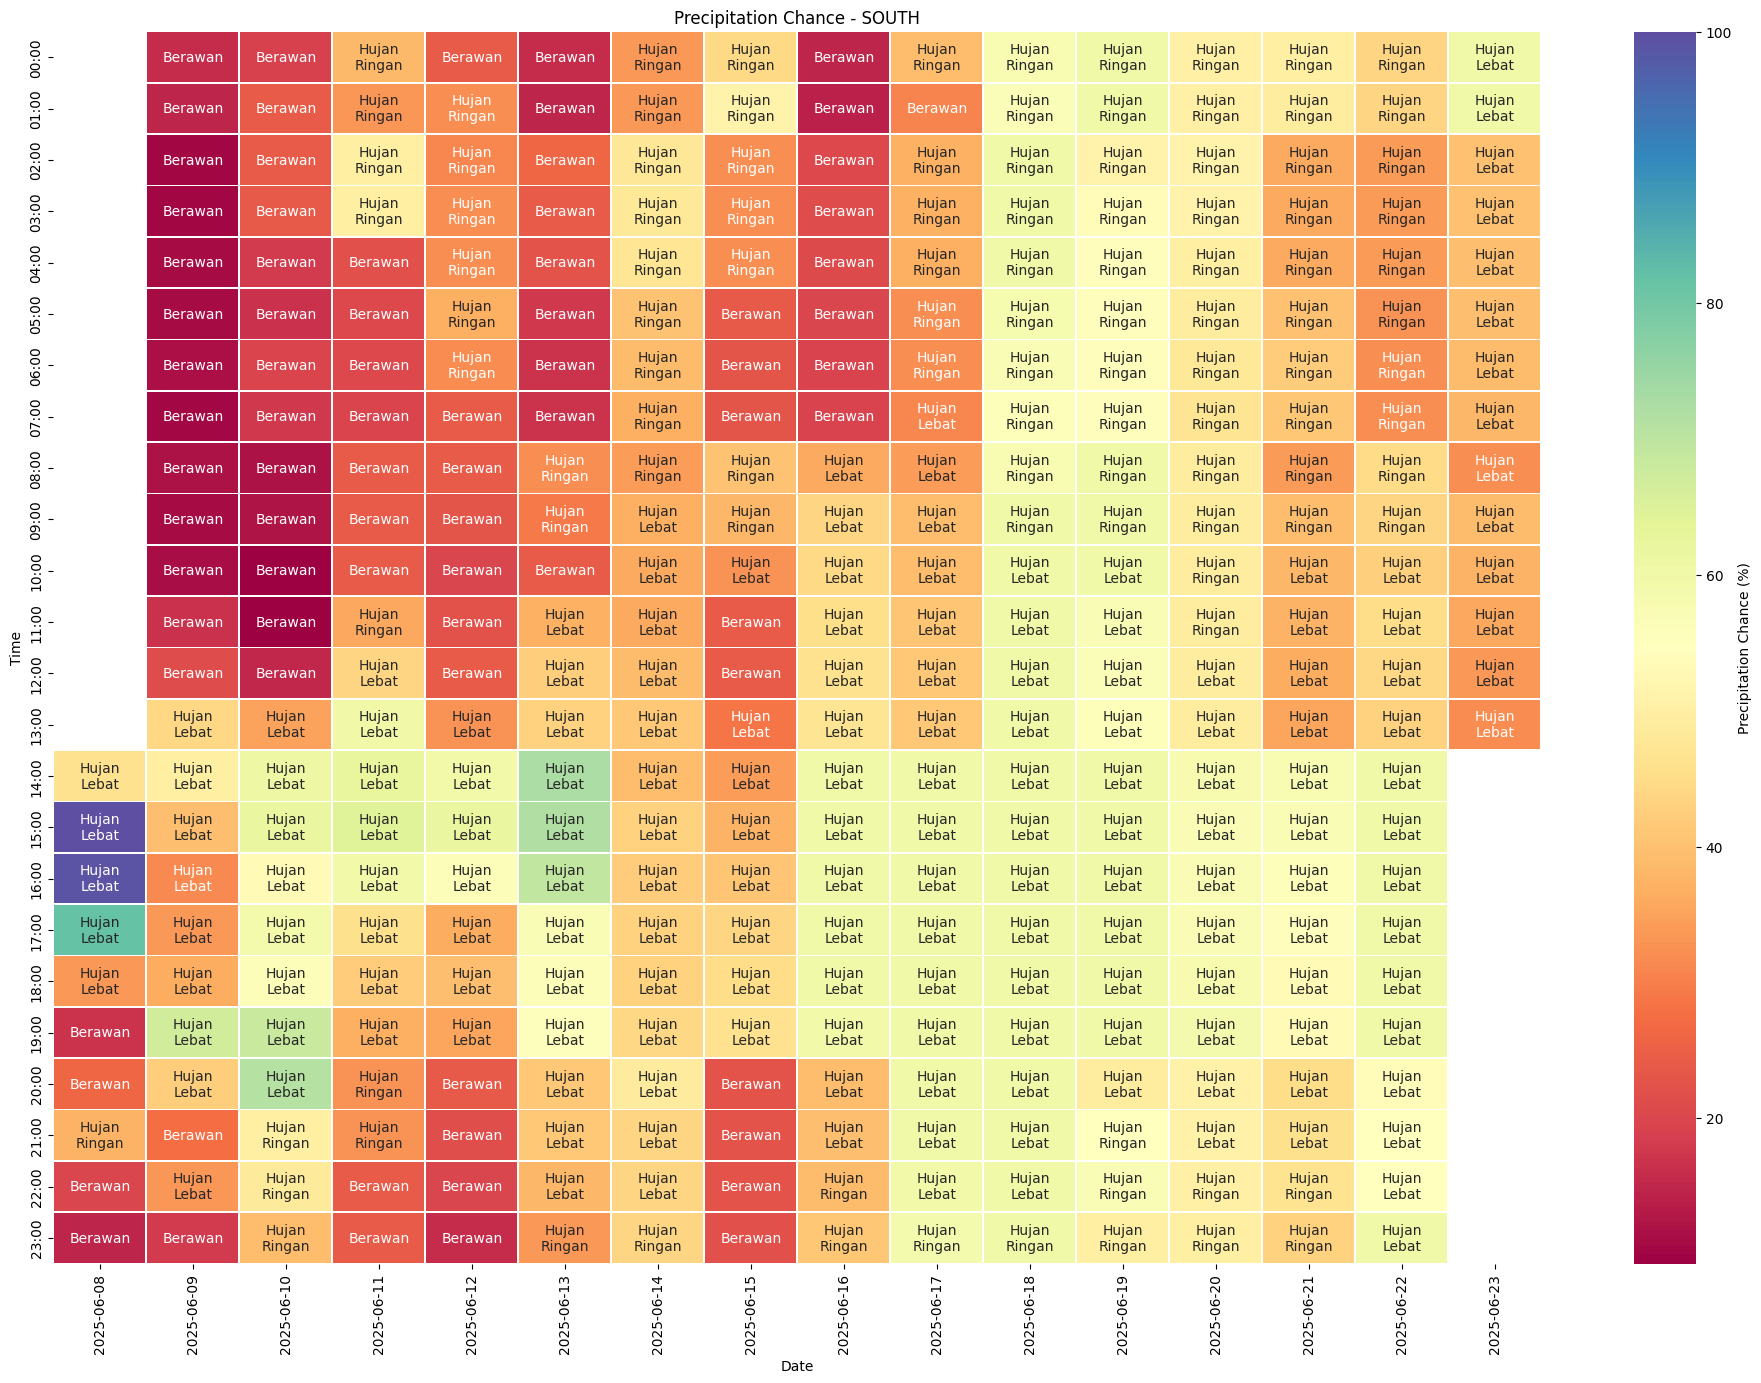 Precipitation Chance - SOUTH
00:00 Berawan Berawan Hujan Ringan Berawan Berawan Hujan Ringan Hujan Ringan Berawan Hujan Ringan Hujan Ringan Hujan Ringan Hujan Ringan Hujan Ringan Hujan Ringan Hujan Lebat
01:00 Berawan Berawan Hujan Ringan Hujan Ringan Berawan Hujan Ringan Hujan Ringan Berawan Berawan Hujan Ringan Hujan Ringan Hujan Ringan Hujan Ringan Hujan Ringan Hujan Lebat
02:00 Berawan Berawan Hujan Ringan Hujan Ringan Berawan Hujan Ringan Hujan Ringan Berawan Hujan Ringan Hujan Ringan Hujan Ringan Hujan Ringan Hujan Ringan Hujan Ringan Hujan Lebat
03:00 Berawan Berawan Hujan Ringan Hujan Ringan Berawan Hujan Ringan Hujan Ringan Berawan Hujan Ringan Hujan Ringan Hujan Ringan Hujan Ringan Hujan Ringan Hujan Ringan Hujan Lebat
04:00 Berawan Berawan Berawan Hujan Ringan Berawan Hujan Ringan Hujan Ringan Berawan Hujan Ringan Hujan Ringan Hujan Ringan Hujan Ringan Hujan Ringan Hujan Ringan Hujan Lebat
05:00 Berawan Berawan Berawan Hujan Ringan Berawan Hujan Ringan Berawan Berawan Hujan Ringan Hujan Ringan Hujan Ringan Hujan Ringan Hujan Ringan Hujan Ringan Hujan Lebat
06:00 Berawan Berawan Berawan Hujan Ringan Berawan Hujan Ringan Berawan Berawan Hujan Ringan Hujan Ringan Hujan Ringan Hujan Ringan Hujan Ringan Hujan Ringan Hujan Lebat
07:00 Berawan Berawan Berawan Berawan Berawan Hujan Ringan Berawan Berawan Hujan Lebat Hujan Ringan Hujan Ringan Hujan Ringan Hujan Ringan Hujan Ringan Hujan Lebat
08:00 Berawan Berawan Berawan Berawan Hujan Ringan Hujan Ringan Hujan Ringan Hujan Lebat Hujan Lebat Hujan Ringan Hujan Ringan Hujan Ringan Hujan Ringan Hujan Ringan Hujan Lebat
09:00 Berawan Berawan Berawan Berawan Hujan Ringan Hujan Lebat Hujan Ringan Hujan Lebat Hujan Lebat Hujan Ringan Hujan Ringan Hujan Ringan Hujan Ringan Hujan Ringan Hujan Lebat
10:00 Berawan Berawan Berawan Berawan Berawan Hujan Lebat Hujan Lebat Hujan Lebat Hujan Lebat Hujan Lebat Hujan Lebat Hujan Ringan Hujan Lebat Hujan Lebat Hujan Lebat
11:00 Berawan Berawan Hujan Ringan Berawan Hujan Lebat Hujan Lebat Berawan Hujan Lebat Hujan Lebat Hujan Lebat Hujan Lebat Hujan Ringan Hujan Lebat Hujan Lebat Hujan Lebat
12:00 Berawan Berawan Hujan Lebat Berawan Hujan Lebat Hujan Lebat Berawan Hujan Lebat Hujan Lebat Hujan Lebat Hujan Lebat Hujan Lebat Hujan Lebat Hujan Lebat Hujan Lebat
13:00 Hujan Lebat Hujan Lebat Hujan Lebat Hujan Lebat Hujan Lebat Hujan Lebat Hujan Lebat Hujan Lebat Hujan Lebat Hujan Lebat Hujan Lebat Hujan Lebat Hujan Lebat Hujan Lebat Hujan Lebat
14:00 Hujan Lebat Hujan Lebat Hujan Lebat Hujan Lebat Hujan Lebat Hujan Lebat Hujan Lebat Hujan Lebat Hujan Lebat Hujan Lebat Hujan Lebat Hujan Lebat Hujan Lebat Hujan Lebat Hujan Lebat
15:00 Hujan Lebat Hujan Lebat Hujan Lebat Hujan Lebat Hujan Lebat Hujan Lebat Hujan Lebat Hujan Lebat Hujan Lebat Hujan Lebat Hujan Lebat Hujan Lebat Hujan Lebat Hujan Lebat Hujan Lebat
16:00 Hujan Lebat Hujan Lebat Hujan Lebat Hujan Lebat Hujan Lebat Hujan Lebat Hujan Lebat Hujan Lebat Hujan Lebat Hujan Lebat Hujan Lebat Hujan Lebat Hujan Lebat Hujan Lebat Hujan Lebat
17:00 Hujan Lebat Hujan Lebat Hujan Lebat Hujan Lebat Hujan Lebat Hujan Lebat Hujan Lebat Hujan Lebat Hujan Lebat Hujan Lebat Hujan Lebat Hujan Lebat Hujan Lebat Hujan Lebat Hujan Lebat
18:00 Hujan Lebat Hujan Lebat Hujan Lebat Hujan Lebat Hujan Lebat Hujan Lebat Hujan Lebat Hujan Lebat Hujan Lebat Hujan Lebat Hujan Lebat Hujan Lebat Hujan Lebat Hujan Lebat Hujan Lebat
19:00 Berawan Hujan Lebat Hujan Lebat Hujan Lebat Hujan Lebat Hujan Lebat Hujan Lebat Hujan Lebat Hujan Lebat Hujan Lebat Hujan Lebat Hujan Lebat Hujan Lebat Hujan Lebat Hujan Lebat
20:00 Berawan Hujan Lebat Hujan Lebat Hujan Ringan Berawan Hujan Lebat Hujan Lebat Berawan Hujan Lebat Hujan Lebat Hujan Lebat Hujan Lebat Hujan Lebat Hujan Lebat Hujan Lebat
21:00 Hujan Ringan Berawan Hujan Ringan Hujan Ringan Berawan Hujan Lebat Hujan Lebat Berawan Hujan Lebat Hujan Lebat Hujan Lebat Hujan Ringan Hujan Lebat Hujan Lebat Hujan Lebat
22:00 Berawan Hujan Lebat Hujan Ringan Berawan Berawan Hujan Lebat Hujan Lebat Berawan Hujan Ringan Hujan Lebat Hujan Lebat Hujan Ringan Hujan Ringan Hujan Ringan Hujan Lebat
23:00 Berawan Berawan Hujan Ringan Berawan Berawan Hujan Ringan Hujan Ringan Berawan Hujan Ringan Hujan Ringan Hujan Ringan Hujan Ringan Hujan Ringan Hujan Ringan Hujan Lebat
Time
2025-06-08 2025-06-09 2025-06-10 2025-06-11 2025-06-12 2025-06-13 2025-06-14 2025-06-15 2025-06-16 2025-06-17 2025-06-18 2025-06-19 2025-06-20 2025-06-21 2025-06-22 2025-06-23
Date
100
80
60
40
20
Precipitation Chance (%)